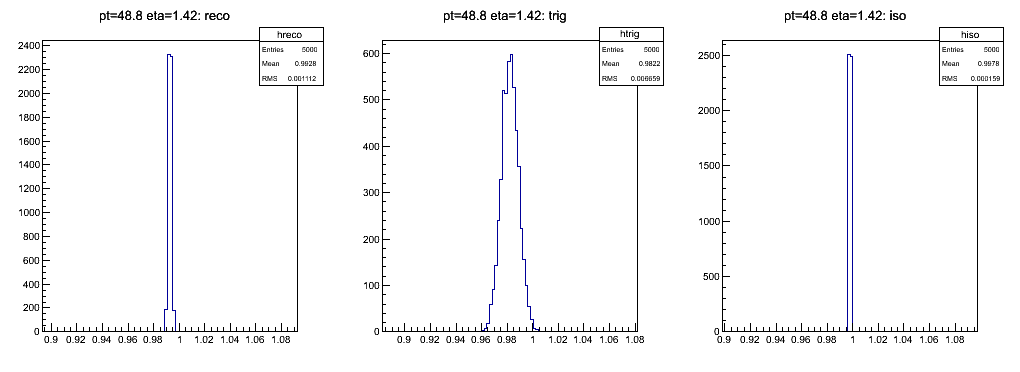 pt=48.8 eta=1.42: reco
hreco
Entries 5000
Mean 0.9928
RMS 0.001112
2400
2200
2000
1800
1600
1400
1200
1000
800
600
400
200
0
0.9 0.92 0.94 0.96 0.98 1 1.02 1.04 1.06 1.08
pt=48.8 eta=1.42: trig
htrig
Entries 5000
Mean 0.9822
RMS 0.006659
600
500
400
300
200
100
0
0.9 0.92 0.94 0.96 0.98 1 1.02 1.04 1.06 1.08
pt=48.8 eta=1.42: iso
hiso
Entries 5000
Mean 0.9978
RMS 0.000159
2500
2000
1500
1000
500
0
0.9 0.92 0.94 0.96 0.98 1 1.02 1.04 1.06 1.08